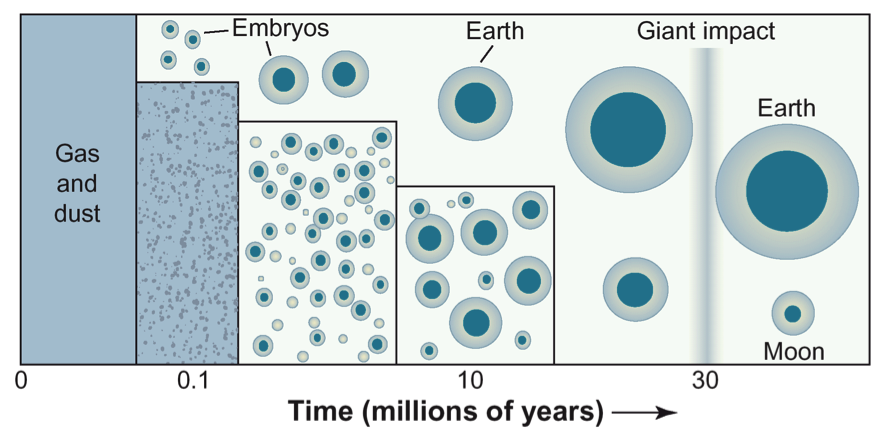 Embryos
Earth
Giant impact
Earth
Gas
and
dust
Moon
0
0.1
10
30
Time (millions of years)